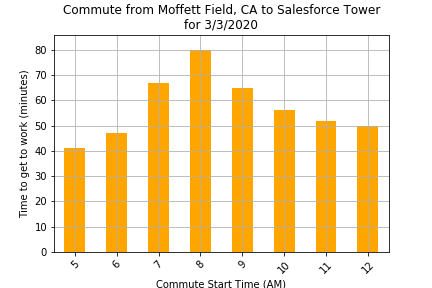 Commute from Moffett Field, CA to Salesforce Tower
for 3/3/2020
Time to get to work (minutes)
80
70
60
50
40
30
20
10
0
5 6 7 8 9 10 11 12
Commute Start Time (AM)